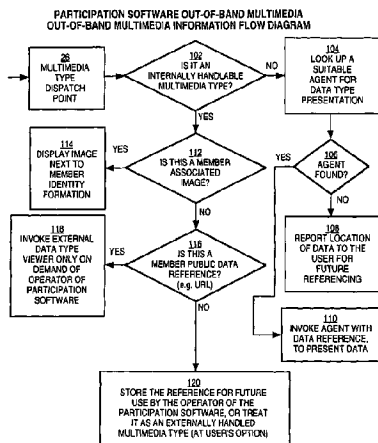 PARTICIPATION SOFTWARE OUT-OF-BAND MULTIMEDIA
OUT-OF-BAND MULTIMEDIA INFORMATION FLOW DIAGRAM
26
MULTIMEDIA
TYPE
DISPATCH
POINT
102
IS IT AN
INTERNALLY HANDLABLE
MULTIMEDIA TYPE?
NO
YES
104
LOOK UP A
SUITABLE
AGENT FOR
DATA TYPE
PRESENTATION
106
AGENT
FOUND?
YES
NO
108
REPORT LOCATION
OF DATA TO THE
USER FOR
FUTURE
REFERENCING
110
INVOKE AGENT WITH
DATA REFERENCE,
TO PRESENT DATA
112
IS THIS A MEMBER
ASSOCIATED
IMAGE?
YES
NO
114
DISPLAY IMAGE
NEXT TO
MEMBER
IDENTITY
FORMATION
116
IS THIS A
MEMBER PUBLIC DATA
REFERENCE?
(e.g. URL)
YES
NO
118
INVOKE EXTERNAL
DATA TYPE
VIEWER ONLY ON
DEMAND OF
OPERATOR OF
PARTICIPATION
SOFTWARE
120
STORE THE REFERENCE FOR FUTURE
USE BY THE OPERATOR OF THE
PARTICIPATION SOFTWARE, OR TREAT
IT AS AN EXTERNALLY HANDLED
MULTIMEDIA TYPE (AT USER'S OPTION)